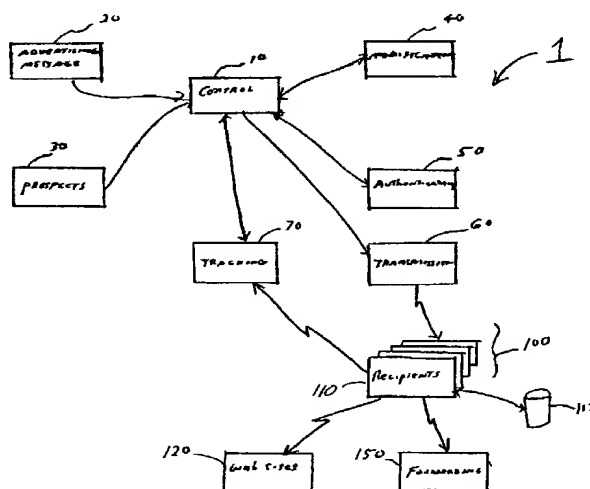 20
ADVERTISING
MESSAGE
10
CONTROL
40
1
30
PROSPECTS
50
AUTHENTICATION
70
TRACKING
60
TRANSMISSION
100
110
RECIPIENTS
120
WEB SITES
150
FORWARDING